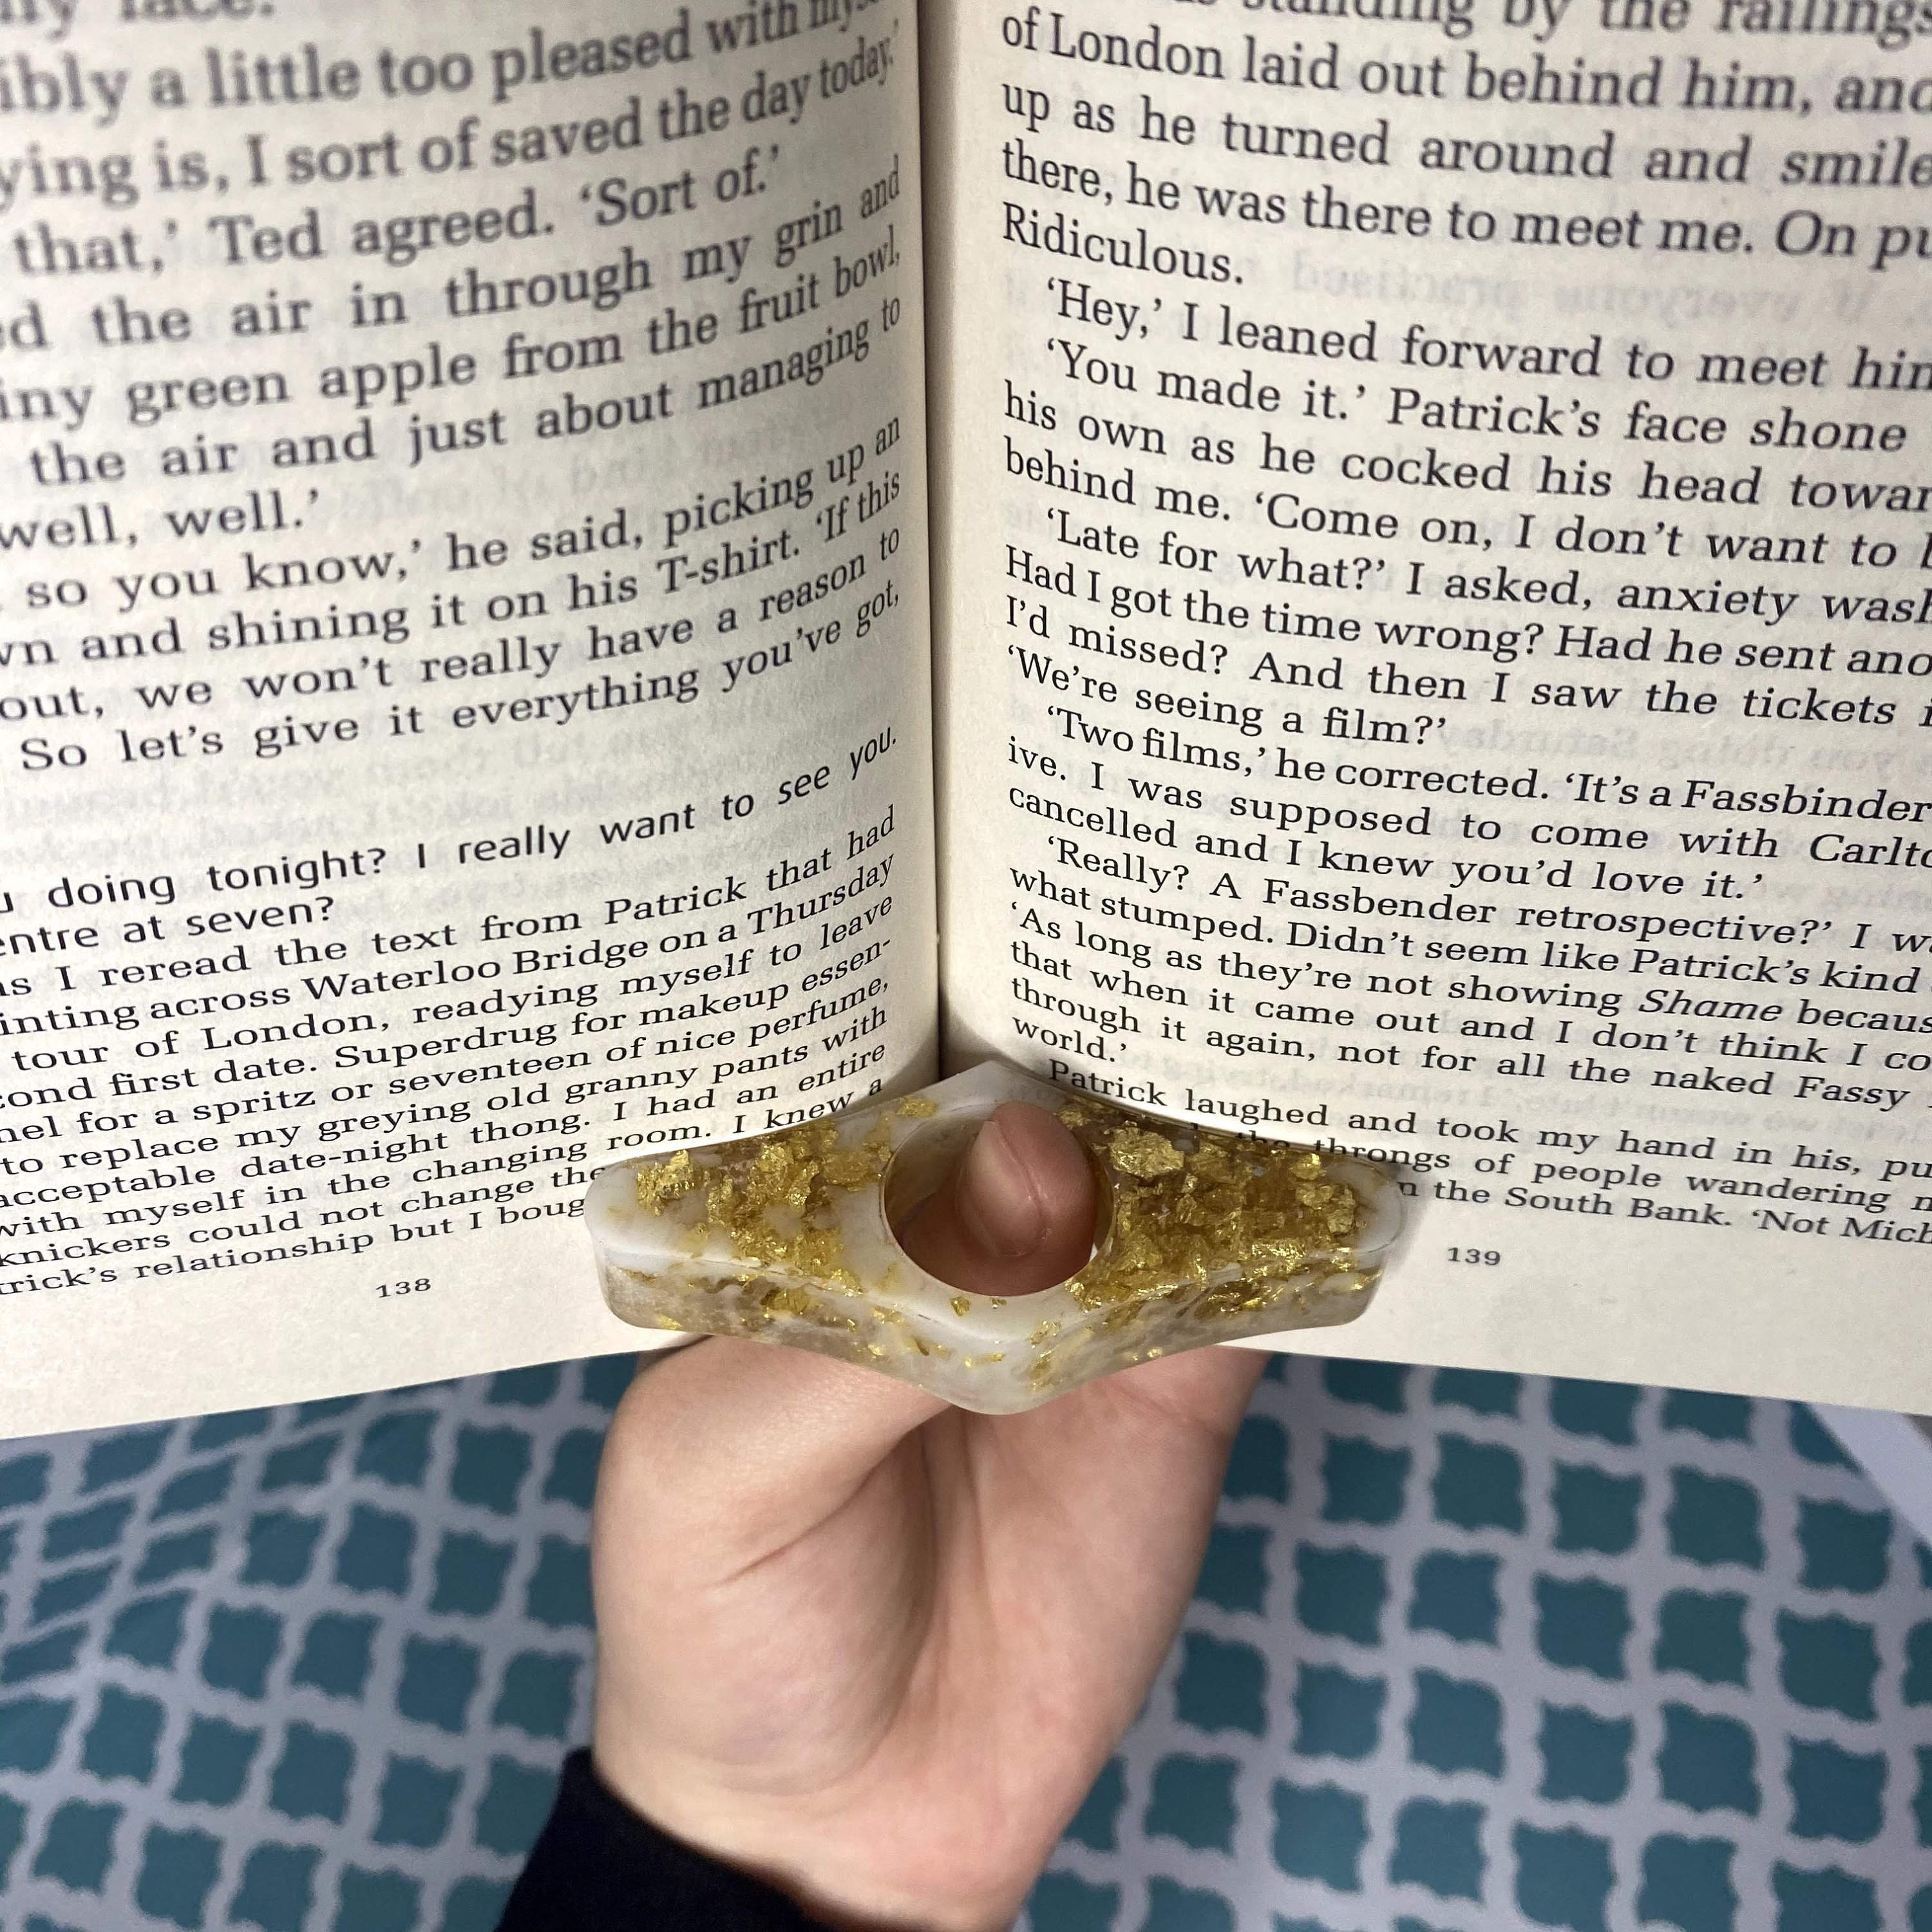 my face.
ibly a little too pleased with
ying is, I sort of saved the day today.'
that,' Ted agreed. 'Sort of.'
ed the air in through my grin and
iny green apple from the fruit bowl,
the air and just about managing to
well, well.'
so you know,' he said, picking up an
wn and shining it on his T-shirt. 'If this
out, we won't really have a reason to
So let's give it everything you've got,
u doing tonight? I really want to see you.
entre at seven?
as I reread the text from Patrick that had
inting across Waterloo Bridge on a Thursday
tour of London, readying myself to leave
cond first date. Superdrug for makeup essen-
nel for a spritz or seventeen of nice perfume,
to replace my greying old granny pants with
acceptable date-night thong. I had an entire
with myself in the changing room. I knew a
knickers could not change the
trick's relationship but I boug
138
standing by the railings
of London laid out behind him, and
up as he turned around and smile
there, he was there to meet me. On pu
Ridiculous.
'Hey,' I leaned forward to meet him
'You made it.' Patrick's face shone
his own as he cocked his head towar
behind me. 'Come on, I don't want to b
'Late for what?' I asked, anxiety wash
Had I got the time wrong? Had he sent ano
I'd missed? And then I saw the tickets i
'We're seeing a film?'
'Two films,' he corrected. 'It's a Fassbinder
ive. I was supposed to come with Carlto
cancelled and I knew you'd love it.'
'Really? A Fassbender retrospective?' I wa
what stumped. Didn't seem like Patrick's kind
'As long as they're not showing Shame becaus
that when it came out and I don't think I co
through it again, not for all the naked Fassy
world.'
Patrick laughed and took my hand in his, pu
the throngs of people wandering
the South Bank. 'Not Mich
139